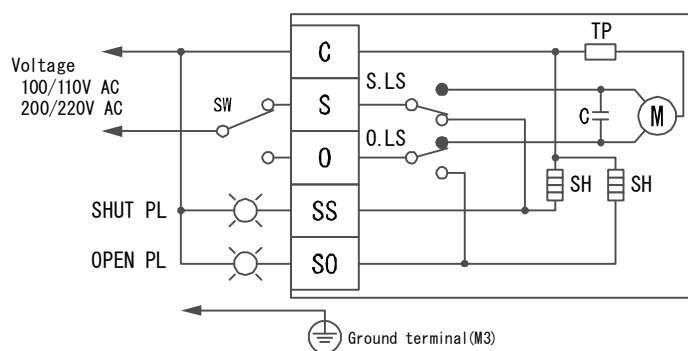 Voltage
100/110V AC
200/220V AC
SW
SHUT PL
OPEN PL
C
S
O
SS
SO
S.LS
O.LS
TP
C
M
SH
SH
Ground terminal(M3)